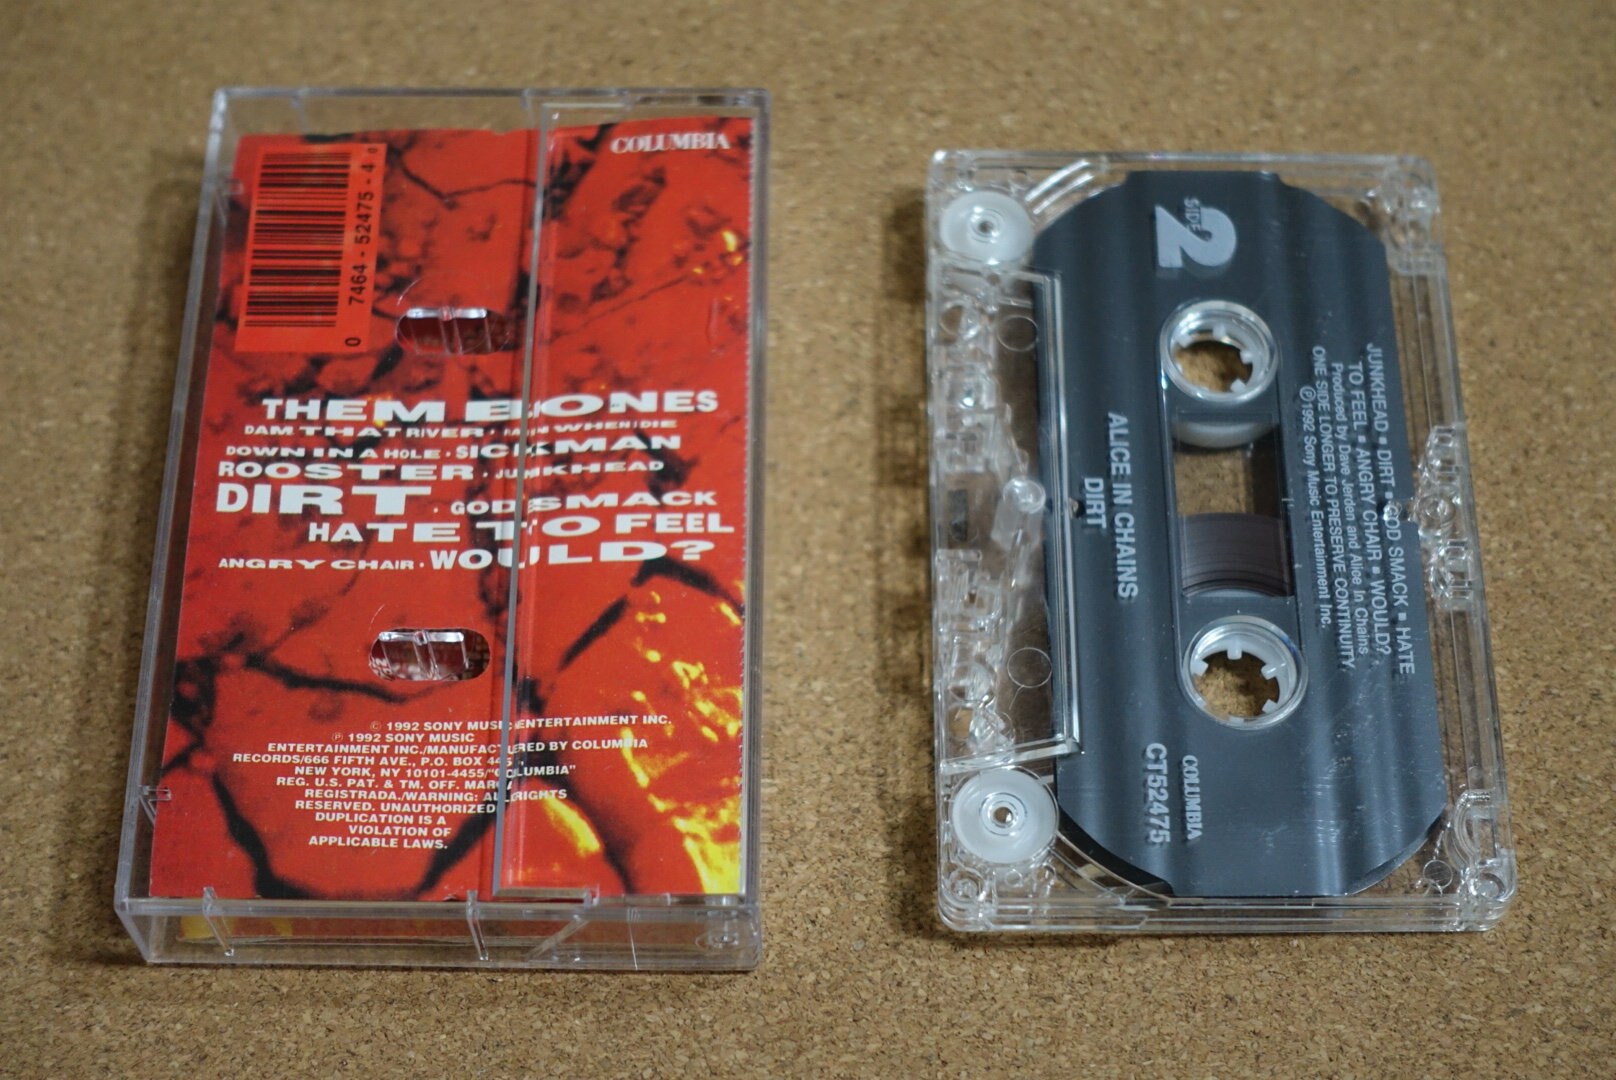 COLUMBIA
0 7464-52475-4 0
THEM BONES
DAM THAT RIVER · RAIN WHEN I DIE
DOWN IN A HOLE · SICKMAN
ROOSTER · JUNKHEAD
DIRT · GOD SMACK
HATE TO FEEL
ANGRY CHAIR · WOULD?
© 1992 SONY MUSIC ENTERTAINMENT INC.
℗ 1992 SONY MUSIC
ENTERTAINMENT INC./MANUFACTURED BY COLUMBIA
RECORDS/666 FIFTH AVE., P.O. BOX
NEW YORK, NY 10101-4455/"COLUMBIA"
REG. U.S. PAT. & TM. OFF. MARCA
REGISTRADA./WARNING: ALL RIGHTS
RESERVED. UNAUTHORIZED
DUPLICATION IS A
VIOLATION OF
APPLICABLE LAWS.
SIDE
2
JUNKHEAD ■ DIRT ■ GOD SMACK ■ HATE
TO FEEL ■ ANGRY CHAIR ■ WOULD?
Produced by Dave Jerden and Alice In Chains
ONE SIDE LONGER TO PRESERVE CONTINUITY.
℗1992 Sony Music Entertainment Inc.
ALICE IN CHAINS
DIRT
COLUMBIA
CT52475